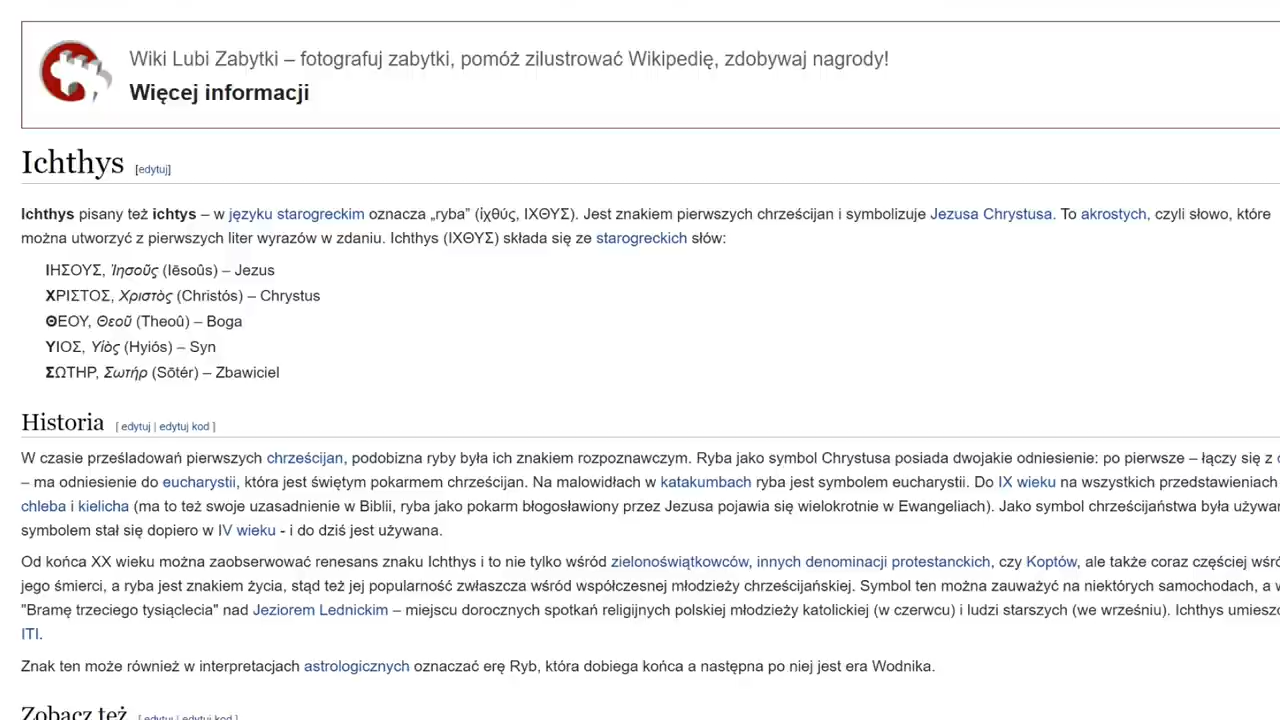 Wiki Lubi Zabytki – fotografuj zabytki, pomóż zilustrować Wikipedię, zdobywaj nagrody!
Więcej informacji
Ichthys [edytuj]
Ichthys pisany też ichtys – w języku starogreckim oznacza „ryba” (ἰχθύς, ΙΧΘΥΣ). Jest znakiem pierwszych chrześcijan i symbolizuje Jezusa Chrystusa. To akrostych, czyli słowo, które
można utworzyć z pierwszych liter wyrazów w zdaniu. Ichthys (ΙΧΘΥΣ) składa się ze starogreckich słów:
ΙΗΣΟΥΣ, Ἰησοῦς (Iēsoûs) – Jezus
ΧΡΙΣΤΟΣ, Χριστὸς (Christós) – Chrystus
ΘΕΟΥ, Θεοῦ (Theoû) – Boga
ΥΙΟΣ, Υἱὸς (Hyiós) – Syn
ΣΩΤΗΡ, Σωτήρ (Sōtér) – Zbawiciel
Historia [ edytuj | edytuj kod ]
W czasie prześladowań pierwszych chrześcijan, podobizna ryby była ich znakiem rozpoznawczym. Ryba jako symbol Chrystusa posiada dwojakie odniesienie: po pierwsze – łączy się z
– ma odniesienie do eucharystii, która jest świętym pokarmem chrześcijan. Na malowidłach w katakumbach ryba jest symbolem eucharystii. Do IX wieku na wszystkich przedstawieniach
chleba i kielicha (ma to też swoje uzasadnienie w Biblii, ryba jako pokarm błogosławiony przez Jezusa pojawia się wielokrotnie w Ewangeliach). Jako symbol chrześcijaństwa była
symbolem stał się dopiero w IV wieku - i do dziś jest używana.
Od końca XX wieku można zaobserwować renesans znaku Ichthys i to nie tylko wśród zielonoświątkowców, innych denominacji protestanckich, czy Koptów, ale także coraz częściej
jego śmierci, a ryba jest znakiem życia, stąd też jej popularność zwłaszcza wśród współczesnej młodzieży chrześcijańskiej. Symbol ten można zauważyć na niektórych samochodach, a
"Bramę trzeciego tysiąclecia" nad Jeziorem Lednickim – miejscu dorocznych spotkań religijnych polskiej młodzieży katolickiej (w czerwcu) i ludzi starszych (we wrześniu). Ichthys
ITI.
Znak ten może również w interpretacjach astrologicznych oznaczać erę Ryb, która dobiega końca a następna po niej jest era Wodnika.
Zobacz też [ edytuj | edytuj kod ]